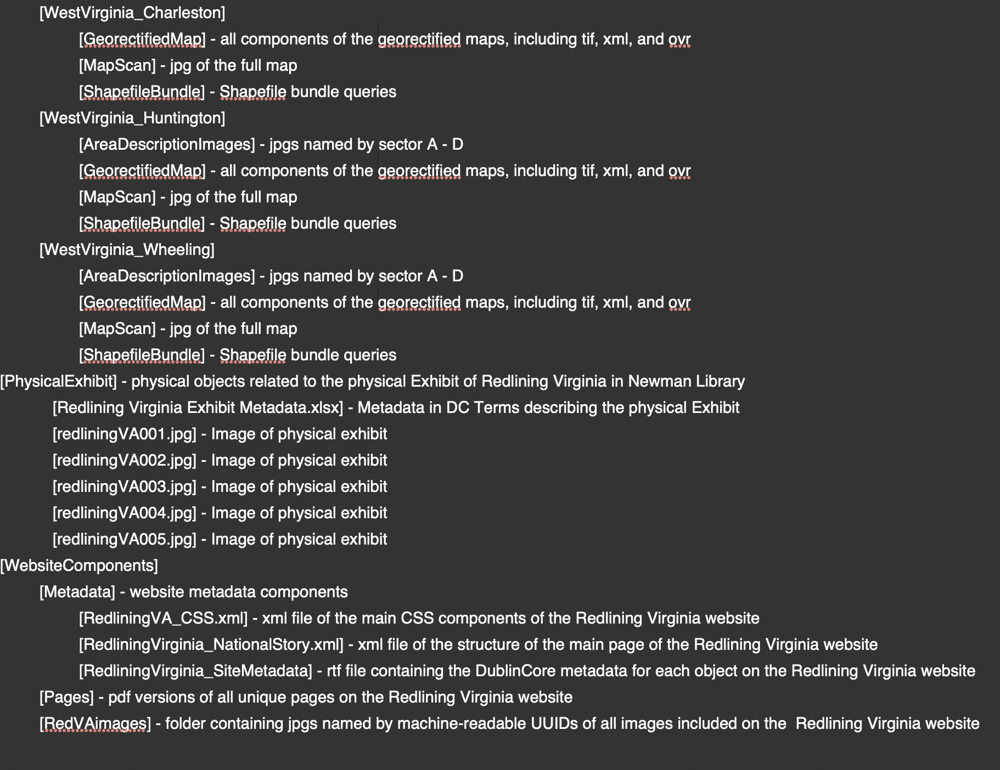 [WestVirginia_Charleston]
[GeorectifiedMap] - all components of the georectified maps, including tif, xml, and ovr
[MapScan] - jpg of the full map
[ShapefileBundle] - Shapefile bundle queries
[WestVirginia_Huntington]
[AreaDescriptionImages] - jpgs named by sector A - D
[GeorectifiedMap] - all components of the georectified maps, including tif, xml, and ovr
[MapScan] - jpg of the full map
[ShapefileBundle] - Shapefile bundle queries
[WestVirginia_Wheeling]
[AreaDescriptionImages] - jpgs named by sector A - D
[GeorectifiedMap] - all components of the georectified maps, including tif, xml, and ovr
[MapScan] - jpg of the full map
[ShapefileBundle] - Shapefile bundle queries
[PhysicalExhibit] - physical objects related to the physical Exhibit of Redlining Virginia in Newman Library
[Redlining Virginia Exhibit Metadata.xlsx] - Metadata in DC Terms describing the physical Exhibit
[redliningVA001.jpg] - Image of physical exhibit
[redliningVA002.jpg] - Image of physical exhibit
[redliningVA003.jpg] - Image of physical exhibit
[redliningVA004.jpg] - Image of physical exhibit
[redliningVA005.jpg] - Image of physical exhibit
[WebsiteComponents]
[Metadata] - website metadata components
[RedliningVA_CSS.xml] - xml file of the main CSS components of the Redlining Virginia website
[RedliningVirginia_NationalStory.xml] - xml file of the structure of the main page of the Redlining Virginia website
[RedliningVirginia_SiteMetadata] - rtf file containing the DublinCore metadata for each object on the Redlining Virginia website
[Pages] - pdf versions of all unique pages on the Redlining Virginia website
[RedVAimages] - folder containing jpgs named by machine-readable UUIDs of all images included on the  Redlining Virginia website